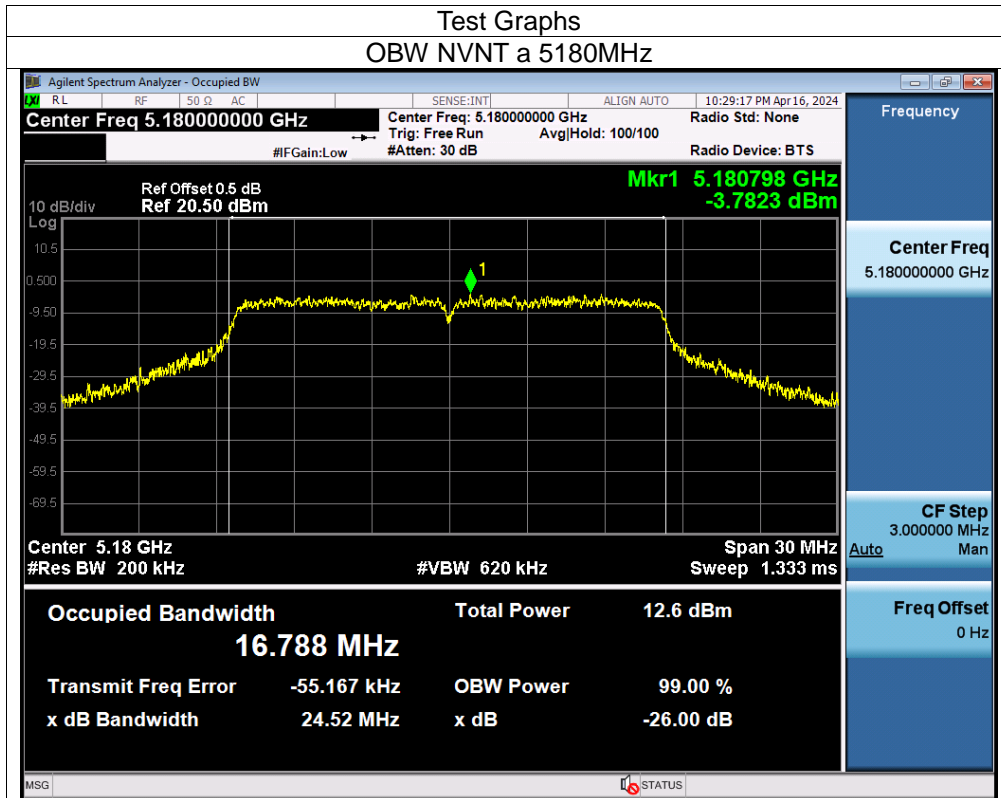 Test Graphs
OBW NVNT a 5180MHz
Agilent Spectrum Analyzer - Occupied BW
LXI RL RF 50 Ω AC SENSE:INT ALIGN AUTO 10:29:17 PM Apr 16, 2024
Center Freq 5.180000000 GHz
Center Freq: 5.180000000 GHz
Radio Std: None
Trig: Free Run Avg|Hold: 100/100
#IFGain:Low
#Atten: 30 dB
Radio Device: BTS
Mkr1 5.180798 GHz
-3.7823 dBm
Ref Offset 0.5 dB
10 dB/div Ref 20.50 dBm
Log
10.5
0.500
-9.50
-19.5
-29.5
-39.5
-49.5
-59.5
-69.5
1
Center 5.18 GHz Span 30 MHz
#Res BW 200 kHz #VBW 620 kHz Sweep 1.333 ms
Occupied Bandwidth Total Power 12.6 dBm
16.788 MHz
Transmit Freq Error -55.167 kHz OBW Power 99.00 %
x dB Bandwidth 24.52 MHz x dB -26.00 dB
MSG STATUS
Frequency
Center Freq
5.180000000 GHz
CF Step
3.000000 MHz
Auto Man
Freq Offset
0 Hz